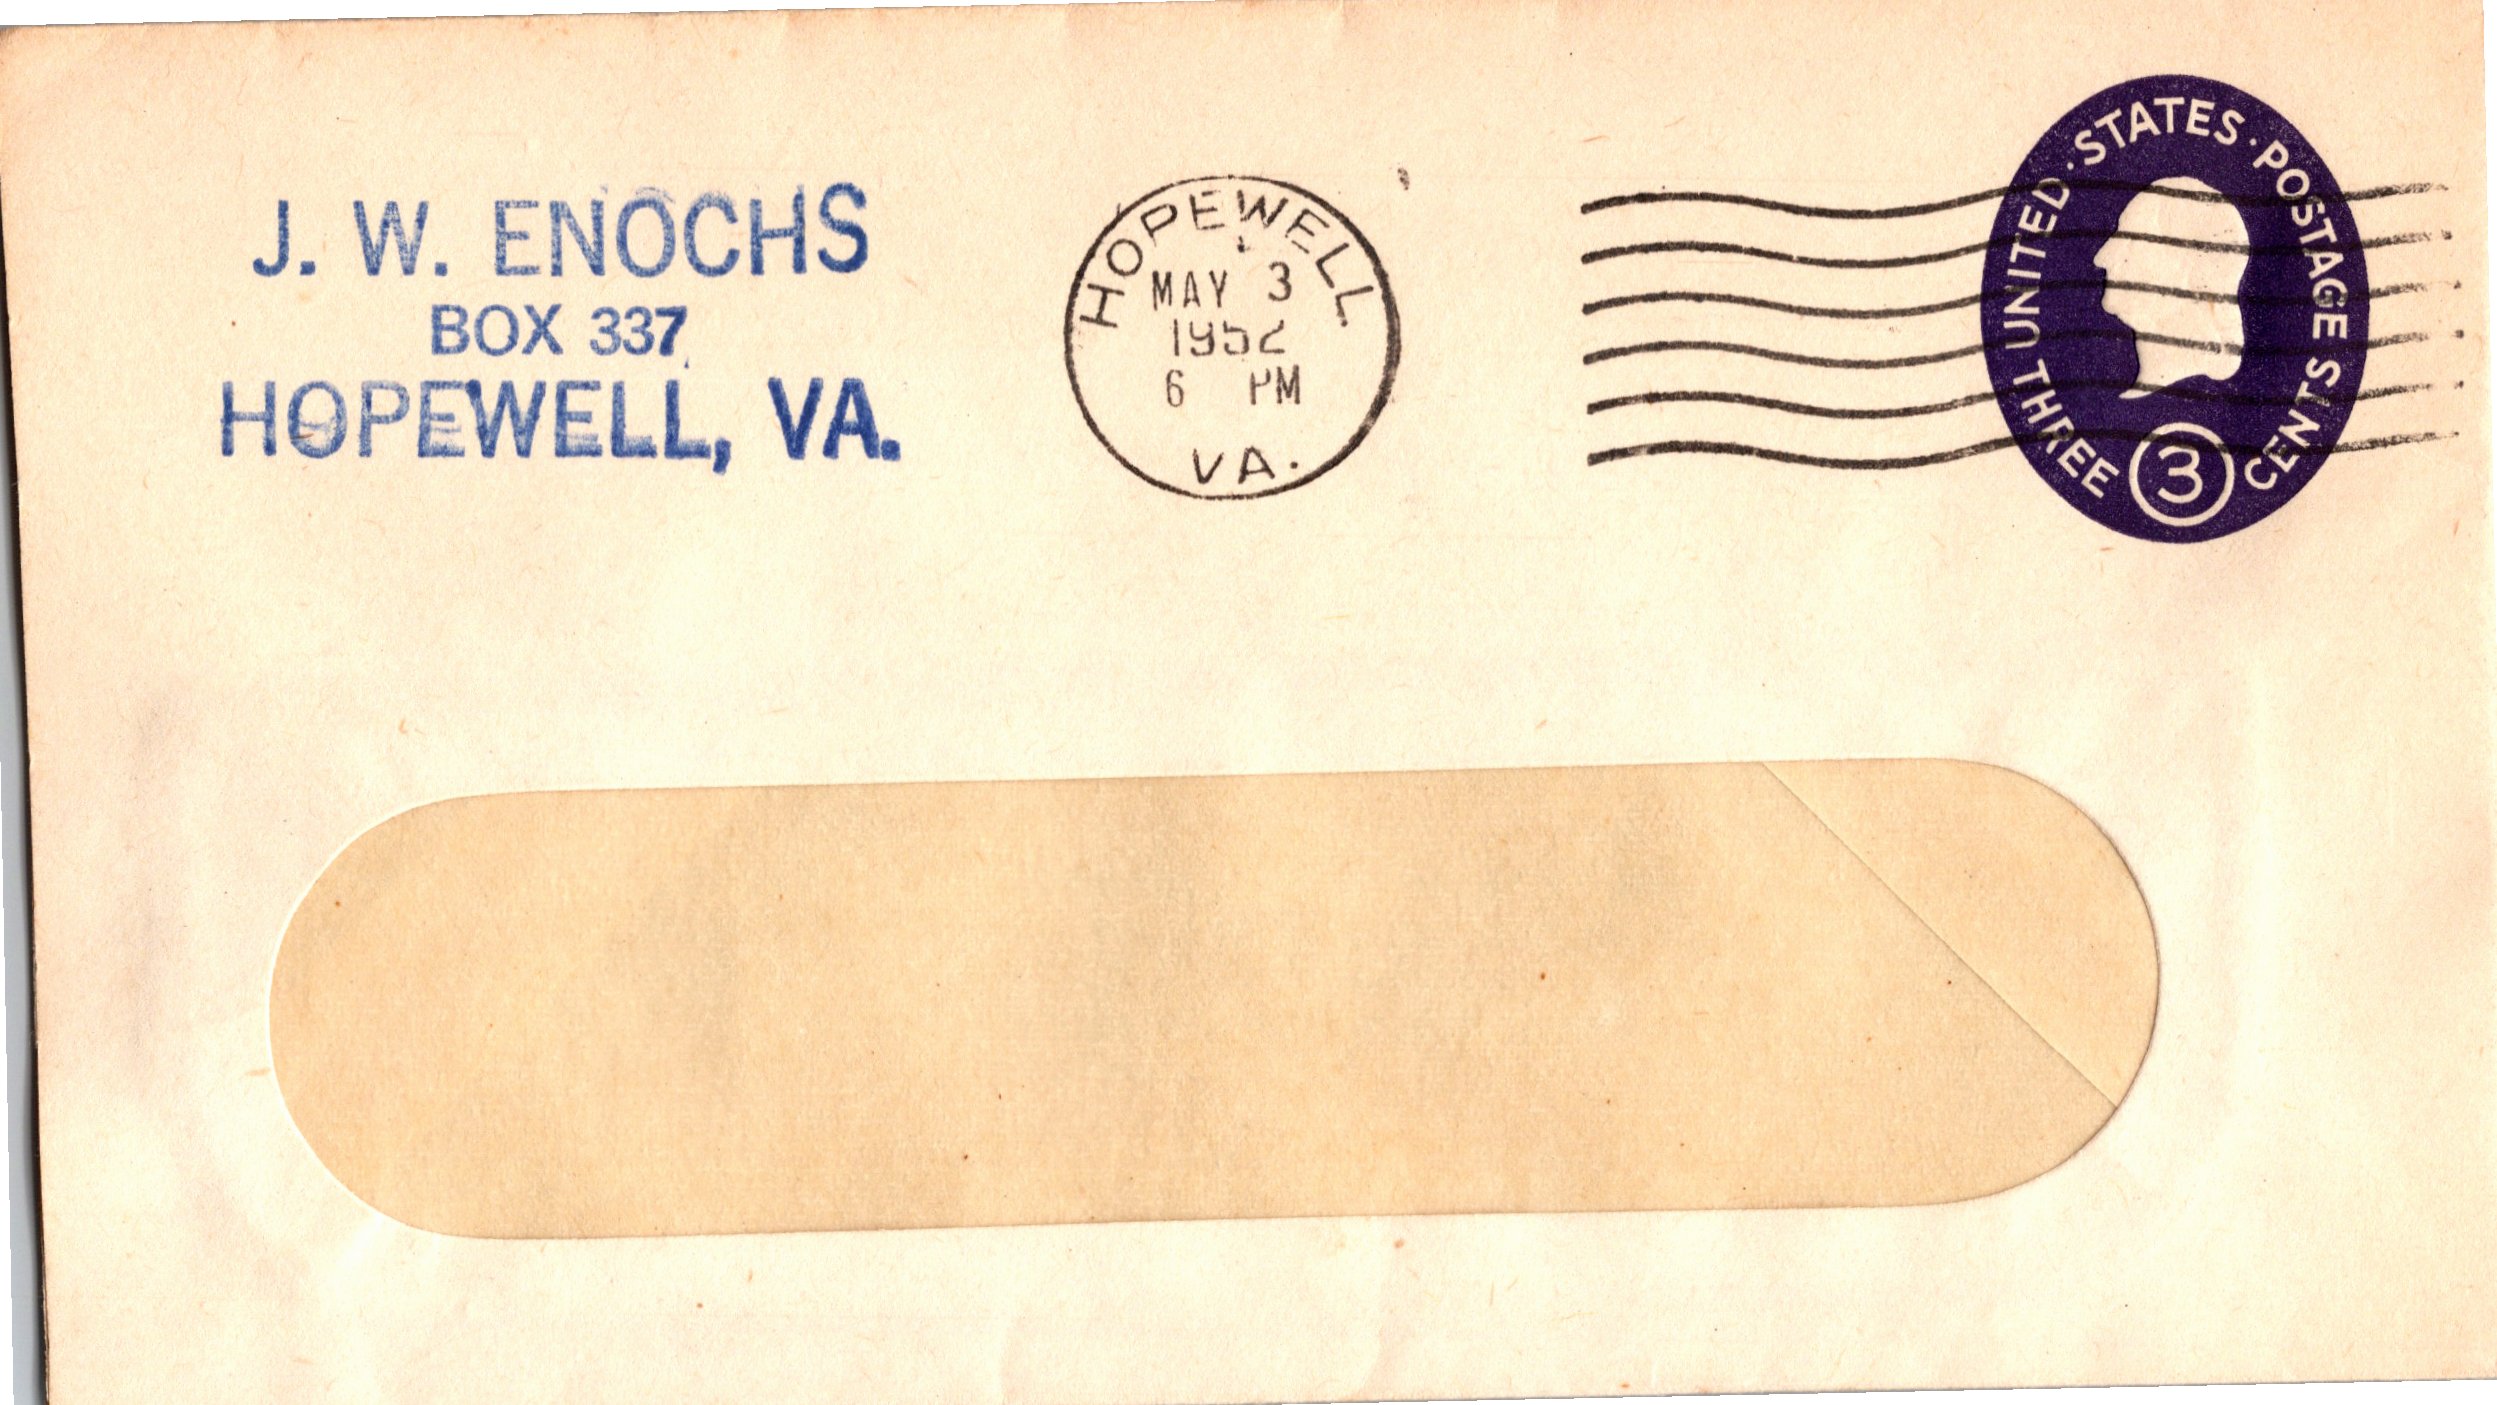 J. W. ENOCHS
BOX 337
HOPEWELL, VA.
HOPEWELL
MAY 3
1952
6 PM
VA.
UNITED · STATES · POSTAGE
THREE 3 CENTS